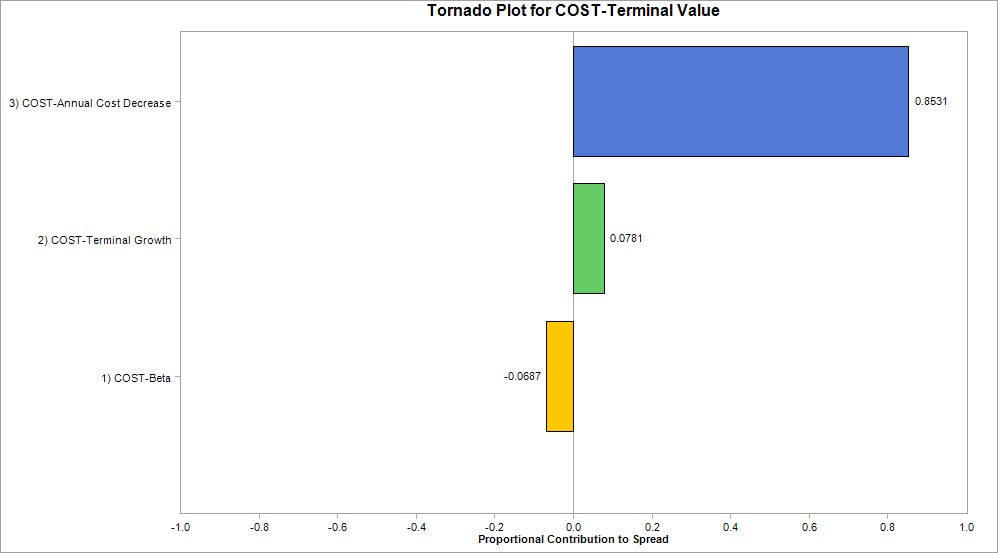 Tornado Plot for COST-Terminal Value
3) COST-Annual Cost Decrease
0.8531
2) COST-Terminal Growth
0.0781
1) COST-Beta
-0.0687
-1.0 -0.8 -0.6 -0.4 -0.2 0.0 0.2 0.4 0.6 0.8 1.0
Proportional Contribution to Spread